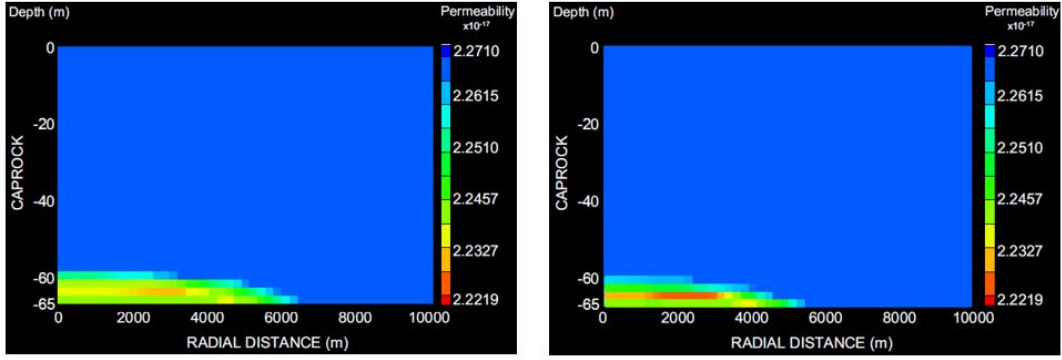 Depth (m)
Permeability
x10-17
0
-20
-40
-60
-65
CAPROCK
2.2710
2.2615
2.2510
2.2457
2.2327
2.2219
0 2000 4000 6000 8000 10000
RADIAL DISTANCE (m)
Depth (m)
Permeability
x10-17
0
-20
-40
-60
-65
CAPROCK
2.2710
2.2615
2.2510
2.2457
2.2327
2.2219
0 2000 4000 6000 8000 10000
RADIAL DISTANCE (m)